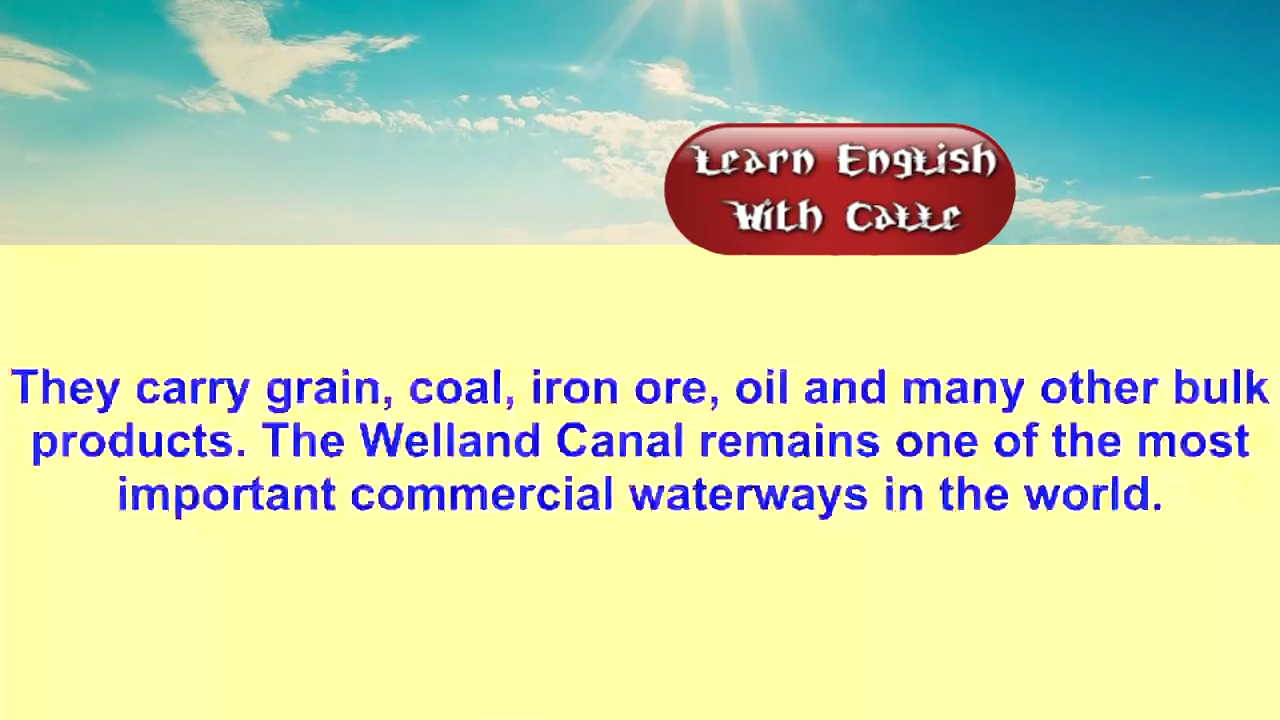 Learn English
With Catte
They carry grain, coal, iron ore, oil and many other bulk
products. The Welland Canal remains one of the most
important commercial waterways in the world.